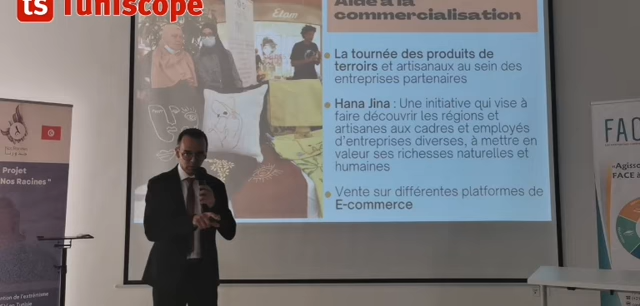 ts Tuniscope
Aide à la
commercialisation
La tournée des produits de
terroirs et artisanaux au sein des
entreprises partenaires
Hana Jina : Une initiative qui vise à
faire découvrir les régions et
artisanes aux cadres et employés
d'entreprises diverses, à mettre en
valeur ses richesses naturelles et
humaines
Vente sur différentes platformes de
E-commerce
Projet
Nos Racines "
FACE
«Agisso
FACE à